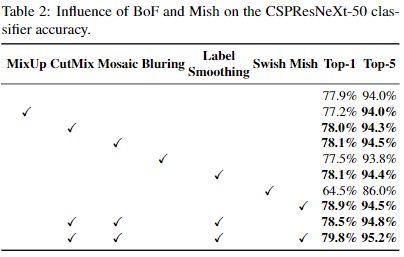 Table 2: Influence of BoF and Mish on the CSPResNeXt-50 clas-
sifier accuracy.
MixUp CutMix Mosaic Bluring Label Smoothing Swish Mish Top-1 Top-5
77.9% 94.0%
✓ 77.2% 94.0%
✓ 78.0% 94.3%
✓ 78.1% 94.5%
✓ 77.5% 93.8%
✓ 78.1% 94.4%
✓ 64.5% 86.0%
✓ 78.9% 94.5%
✓ ✓ ✓ 78.5% 94.8%
✓ ✓ ✓ ✓ 79.8% 95.2%